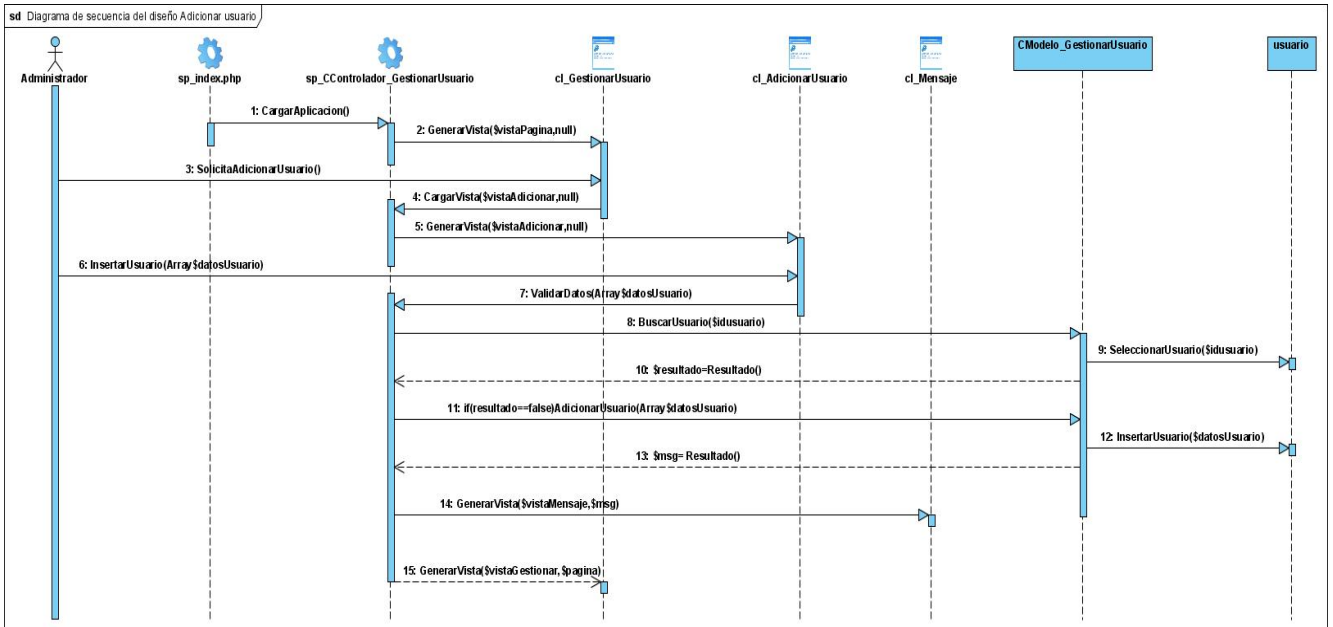 sd Diagrama de secuencia del diseño Adicionar usuario
Administrador
sp_index.php
sp_CControlador_GestionarUsuario
cl_GestionarUsuario
cl_AdicionarUsuario
cl_Mensaje
CModelo_GestionarUsuario
usuario
1: CargarAplicacion()
2: GenerarVista($vistaPagina,null)
3: SolicitaAdicionarUsuario()
4: CargarVista($vistaAdicionar,null)
5: GenerarVista($vistaAdicionar,null)
6: InsertarUsuario(Array$datosUsuario)
7: ValidarDatos(Array$datosUsuario)
8: BuscarUsuario($idusuario)
9: SeleccionarUsuario($idusuario)
10: $resultado=Resultado()
11: if(resultado==false)AdicionarUsuario(Array$datosUsuario)
12: InsertarUsuario($datosUsuario)
13: $msg= Resultado()
14: GenerarVista($vistaMensaje,$msg)
15: GenerarVista($vistaGestionar, $pagina)